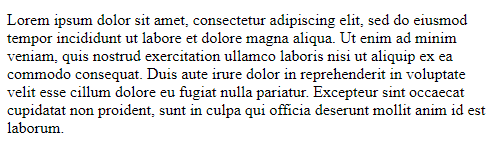 Lorem ipsum dolor sit amet, consectetur adipiscing elit, sed do eiusmod
tempor incididunt ut labore et dolore magna aliqua. Ut enim ad minim
veniam, quis nostrud exercitation ullamco laboris nisi ut aliquip ex ea
commodo consequat. Duis aute irure dolor in reprehenderit in voluptate
velit esse cillum dolore eu fugiat nulla pariatur. Excepteur sint occaecat
cupidatat non proident, sunt in culpa qui officia deserunt mollit anim id est
laborum.